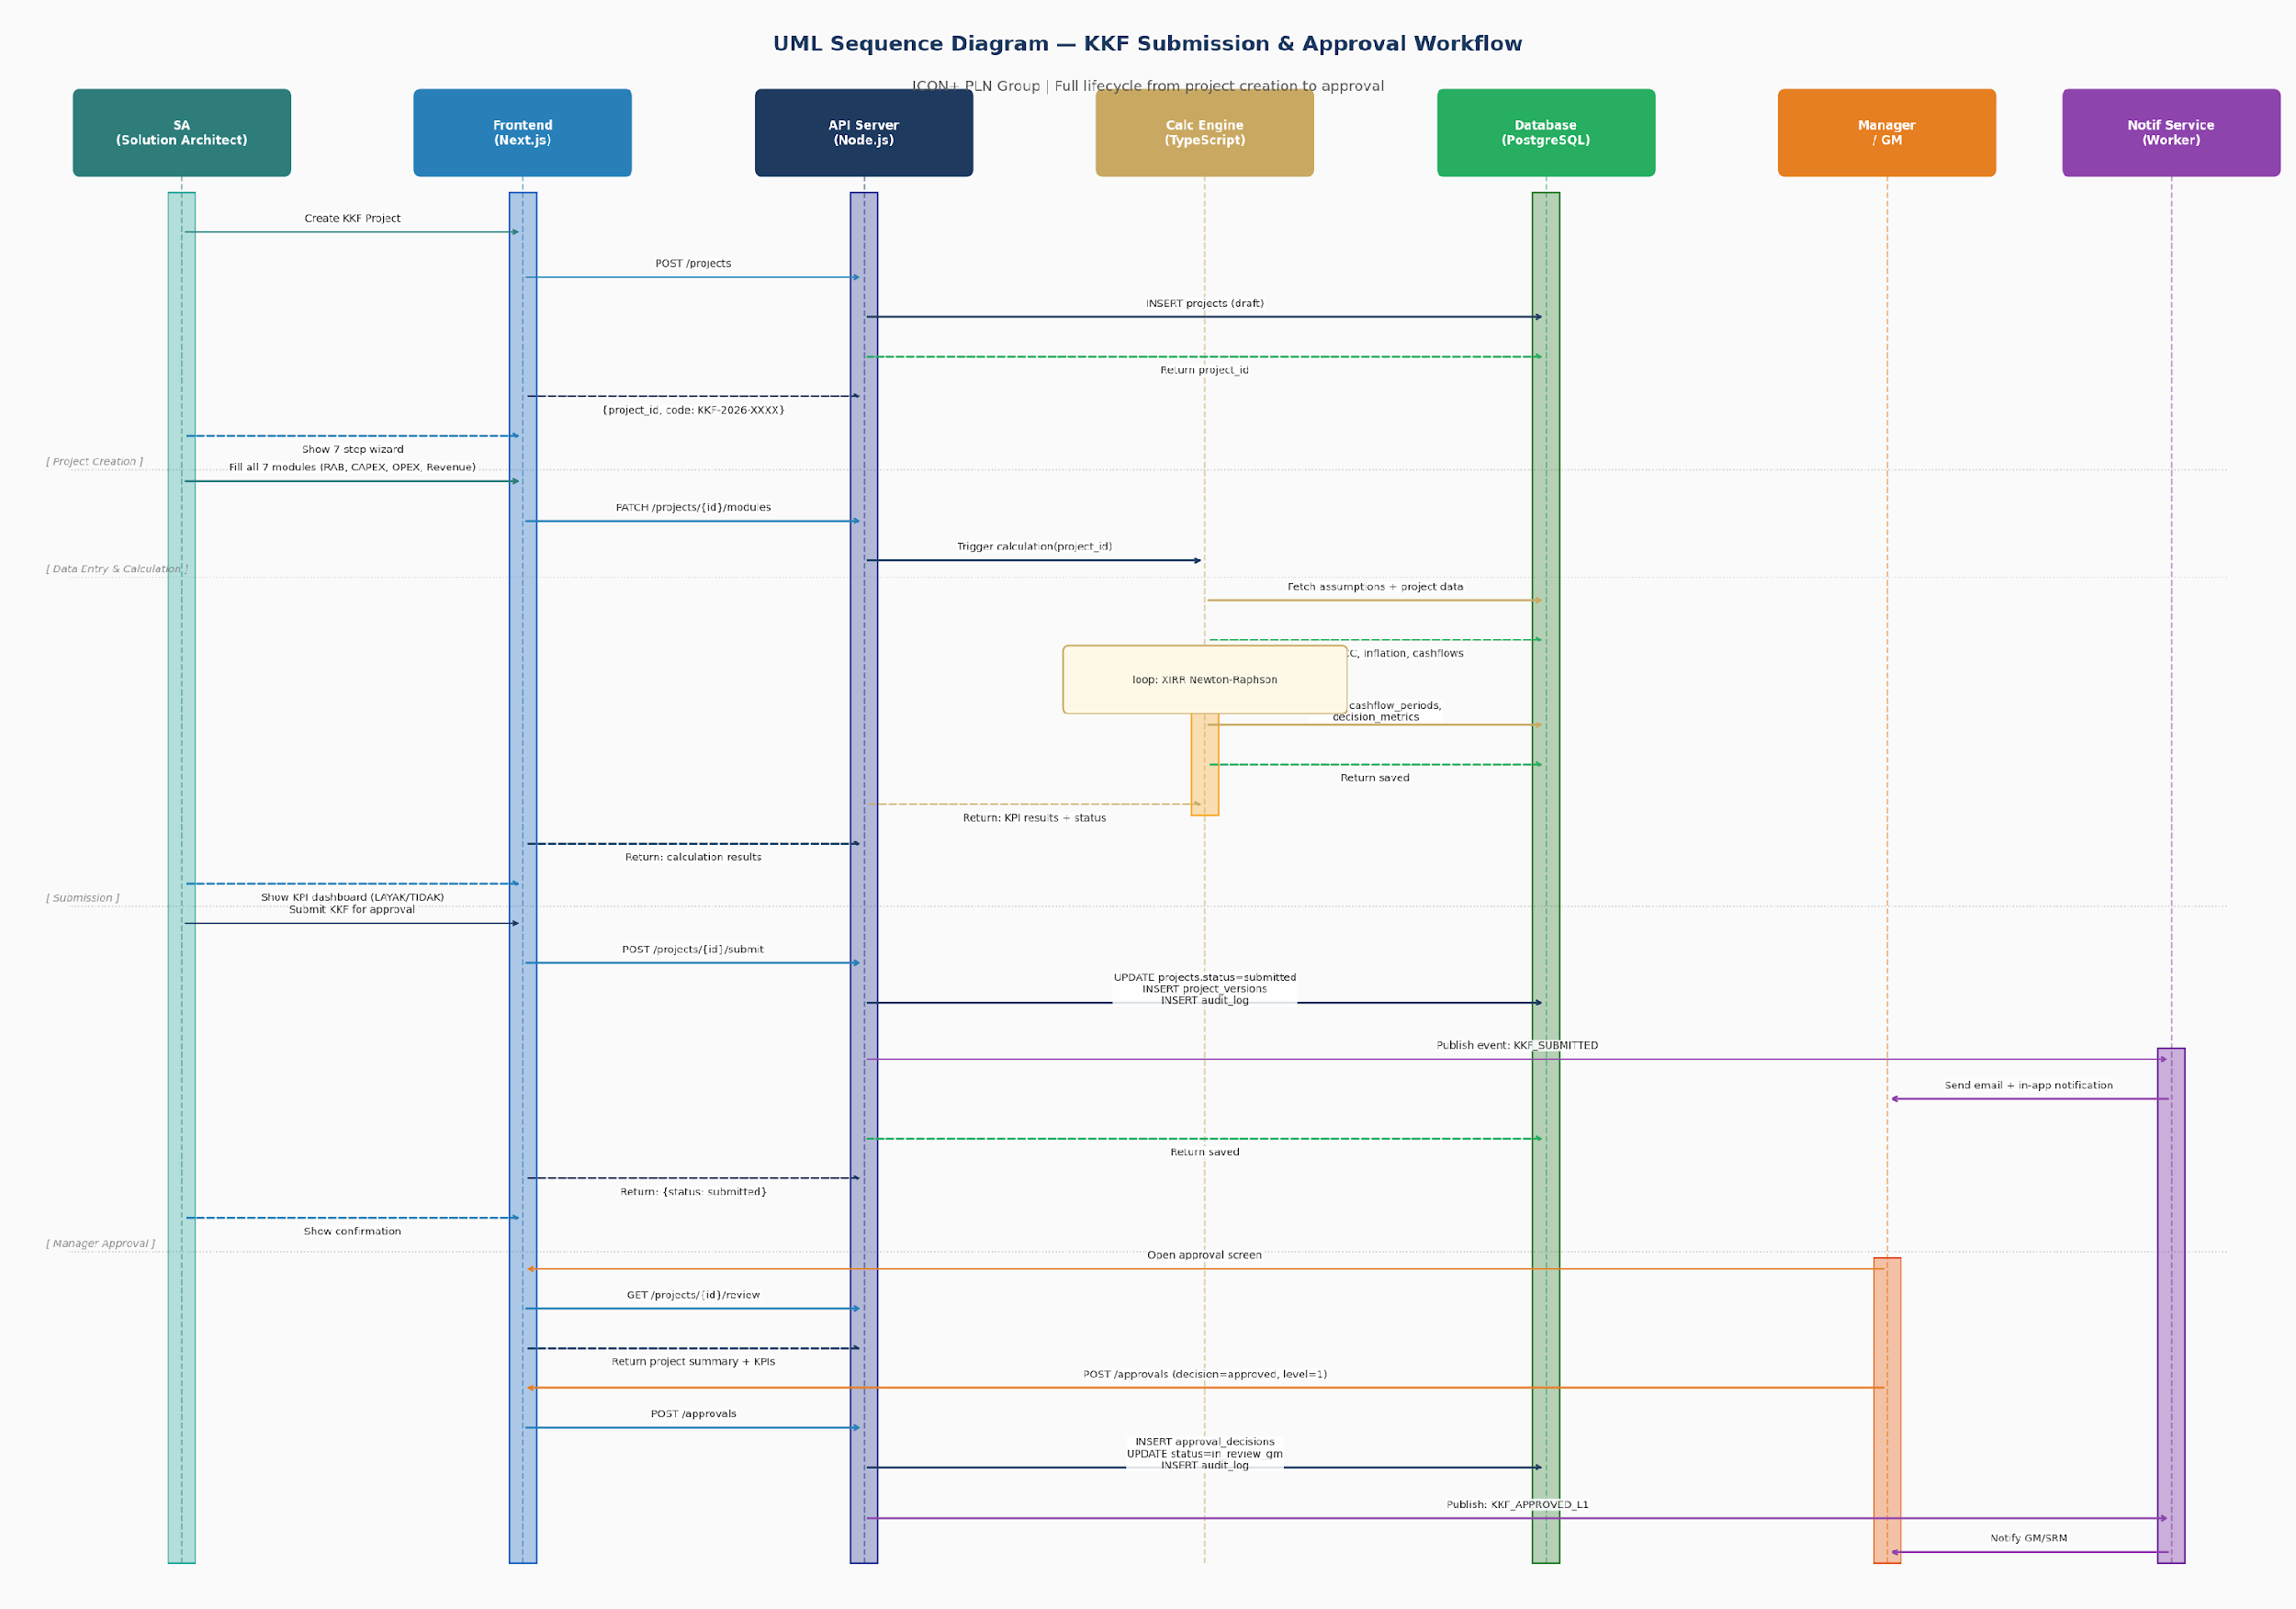 UML Sequence Diagram — KKF Submission & Approval Workflow
ICON+ PLN Group | Full lifecycle from project creation to approval
SA
(Solution Architect)
Frontend
(Next.js)
API Server
(Node.js)
Calc Engine
(TypeScript)
Database
(PostgreSQL)
Manager
/ GM
Notif Service
(Worker)
Create KKF Project
POST /projects
INSERT projects (draft)
Return project_id
{project_id, code: KKF-2026-XXXX}
Show 7-step wizard
[ Project Creation ]
Fill all 7 modules (RAB, CAPEX, OPEX, Revenue)
PATCH /projects/{id}/modules
Trigger calculation(project_id)
[ Data Entry & Calculation ]
Fetch assumptions + project data
inflation, cashflows
loop: XIRR Newton-Raphson
cashflow_periods,
decision_metrics
Return saved
Return: KPI results + status
Return: calculation results
Show KPI dashboard (LAYAK/TIDAK)
[ Submission ]
Submit KKF for approval
POST /projects/{id}/submit
UPDATE projects.status=submitted
INSERT project_versions
INSERT audit_log
Publish event: KKF_SUBMITTED
Send email + in-app notification
Return saved
Return: {status: submitted}
Show confirmation
[ Manager Approval ]
Open approval screen
GET /projects/{id}/review
Return project summary + KPIs
POST /approvals (decision=approved, level=1)
POST /approvals
INSERT approval_decisions
UPDATE status=in_review_gm
INSERT audit_log
Publish: KKF_APPROVED_L1
Notify GM/SRM